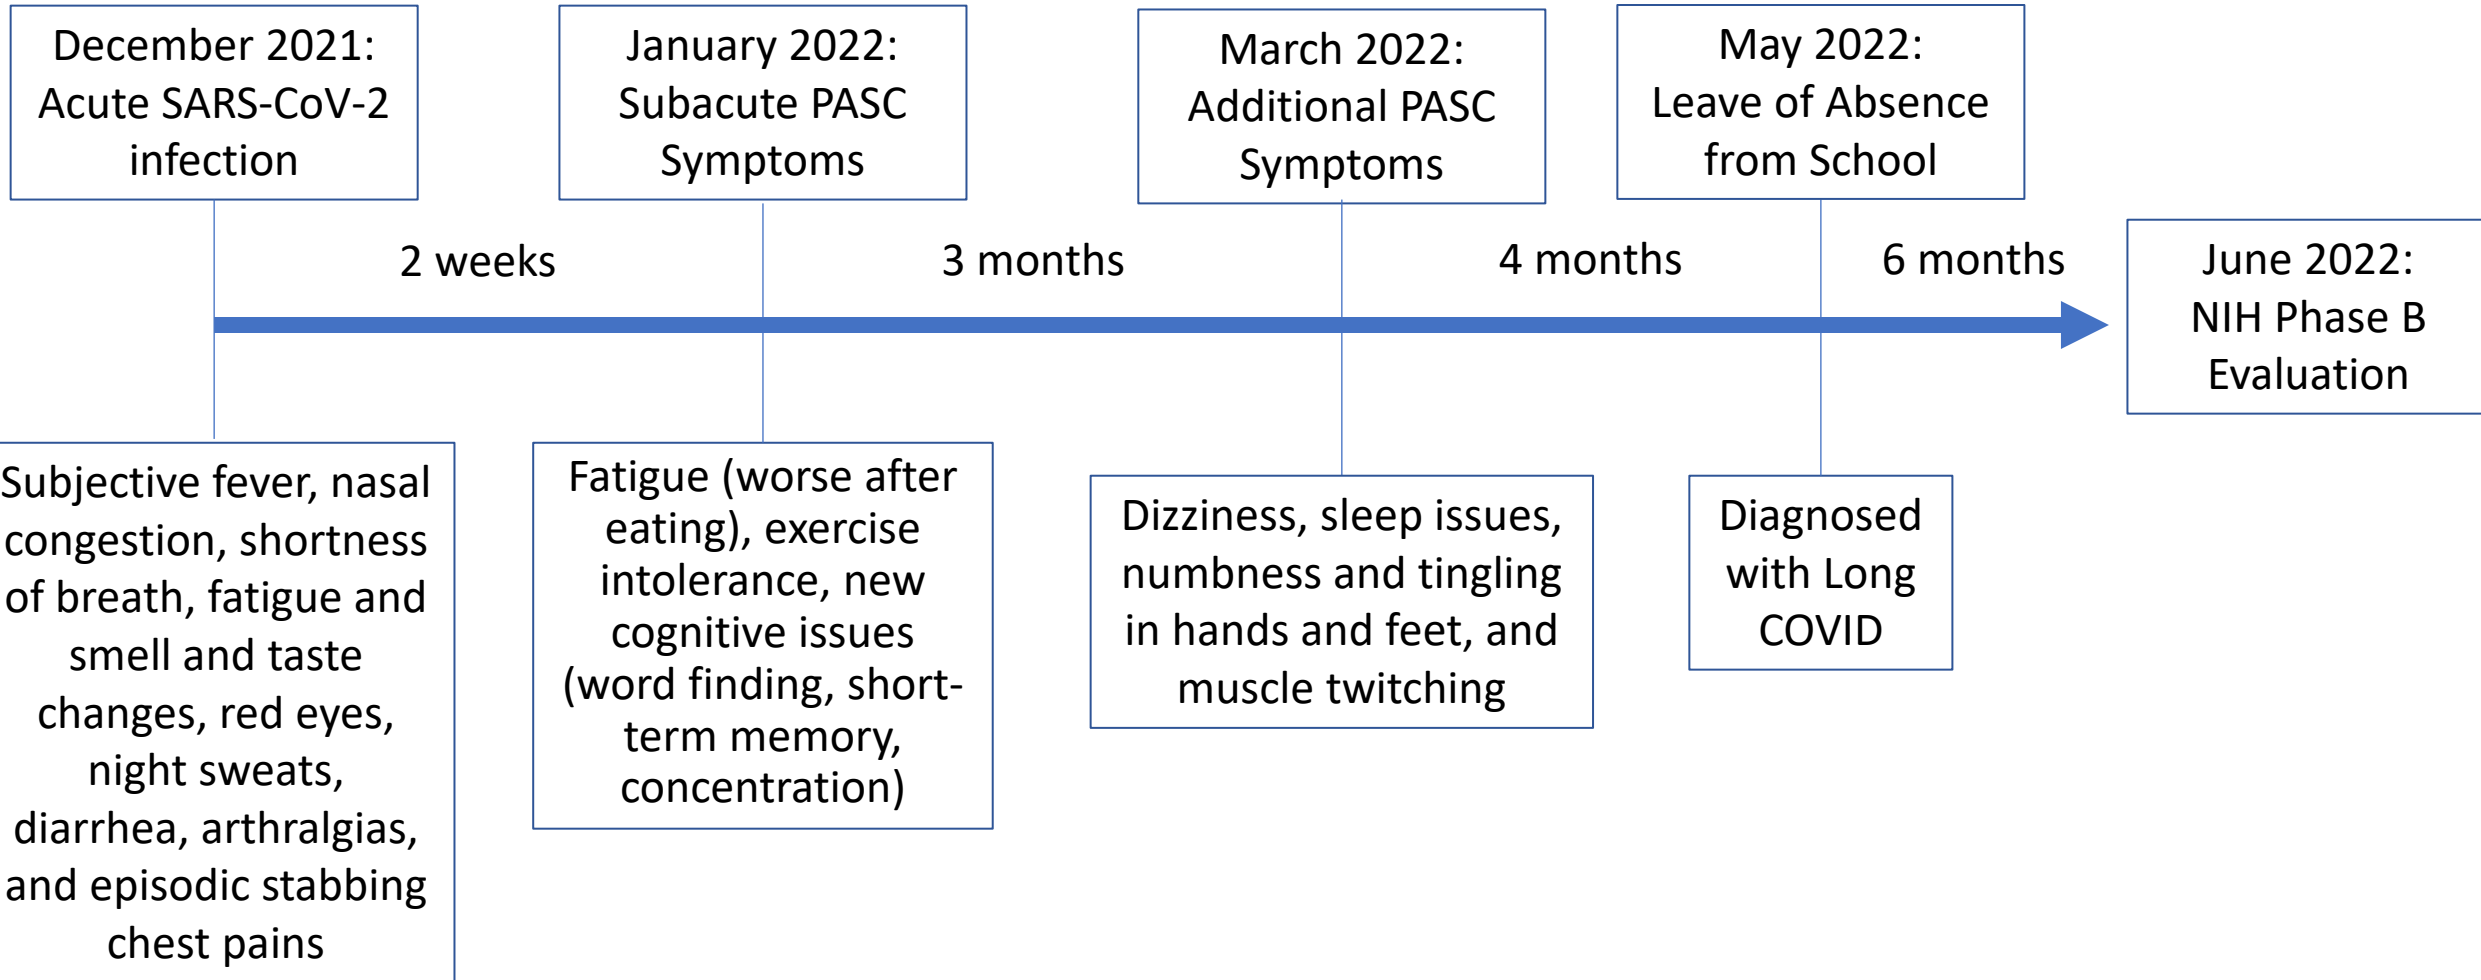 December 2021:
Acute SARS-CoV-2
infection
January 2022:
Subacute PASC
Symptoms
March 2022:
Additional PASC
Symptoms
May 2022:
Leave of Absence
from School
2 weeks
3 months
4 months
6 months
June 2022:
NIH Phase B
Evaluation
Subjective fever, nasal
congestion, shortness
of breath, fatigue and
smell and taste
changes, red eyes,
night sweats,
diarrhea, arthralgias,
and episodic stabbing
chest pains
Fatigue (worse after
eating), exercise
intolerance, new
cognitive issues
(word finding, short-
term memory,
concentration)
Dizziness, sleep issues,
numbness and tingling
in hands and feet, and
muscle twitching
Diagnosed
with Long
COVID